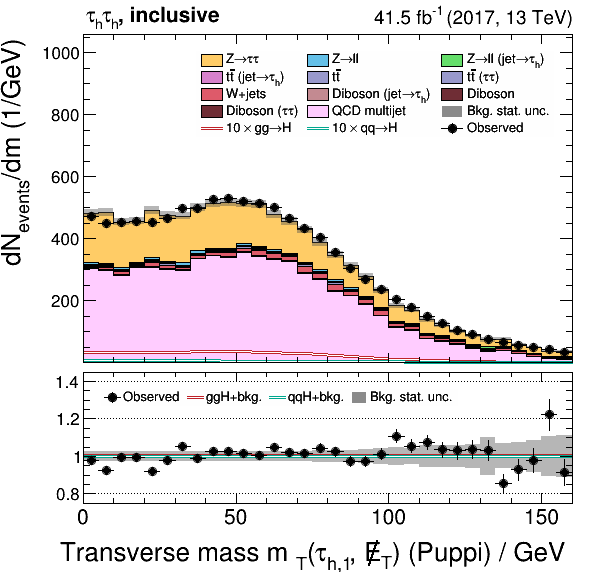 τhτh, inclusive
41.5 fb-1 (2017, 13 TeV)
dNevents/dm (1/GeV)
1000
800
600
400
200
Z→ττ
Z→ll
Z→ll (jet→τh)
tt̄ (jet→τh)
tt̄
tt̄ (ττ)
W+jets
Diboson (jet→τh)
Diboson
Diboson (ττ)
QCD multijet
Bkg. stat. unc.
10 × gg→H
10 × qq→H
Observed
1.4
1.2
1
0.8
Observed
ggH+bkg.
qqH+bkg.
Bkg. stat. unc.
0
50
100
150
Transverse mass m T(τh,1, E̸T) (Puppi) / GeV